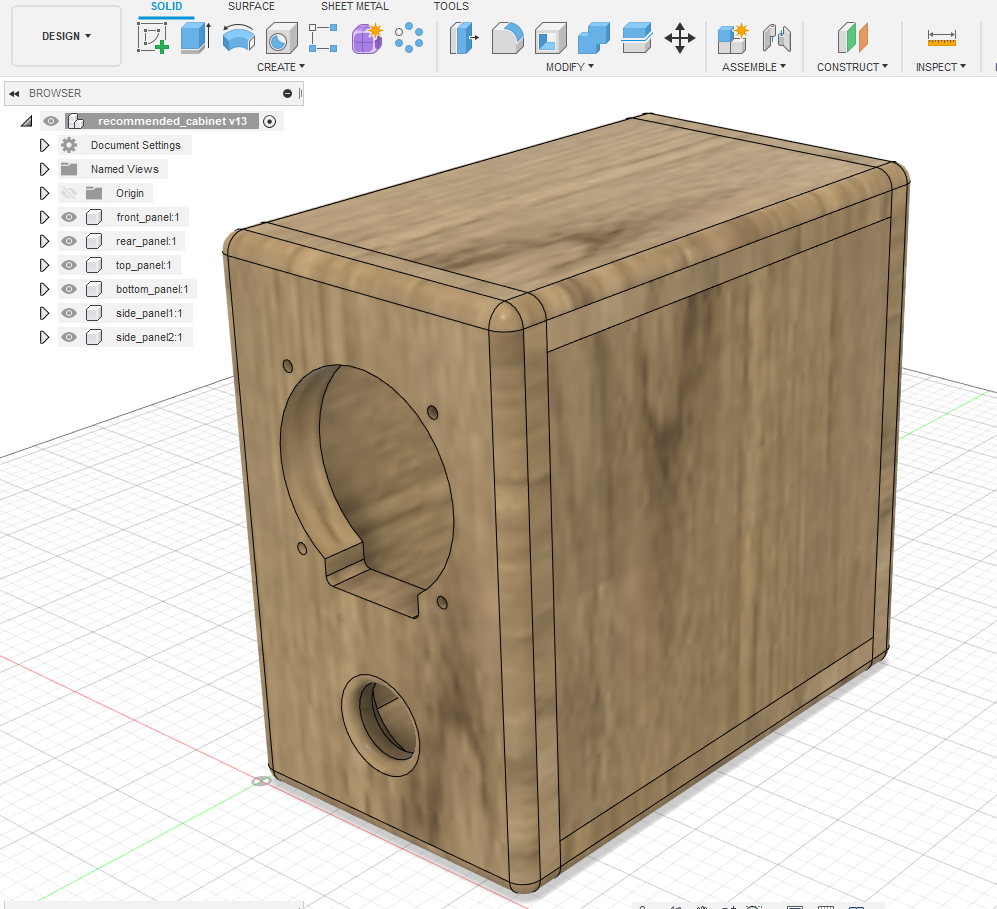 SOLID SURFACE SHEET METAL TOOLS
DESIGN
CREATE MODIFY ASSEMBLE CONSTRUCT INSPECT
BROWSER
recommended_cabinet v13
Document Settings
Named Views
Origin
front_panel:1
rear_panel:1
top_panel:1
bottom_panel:1
side_panel1:1
side_panel2:1